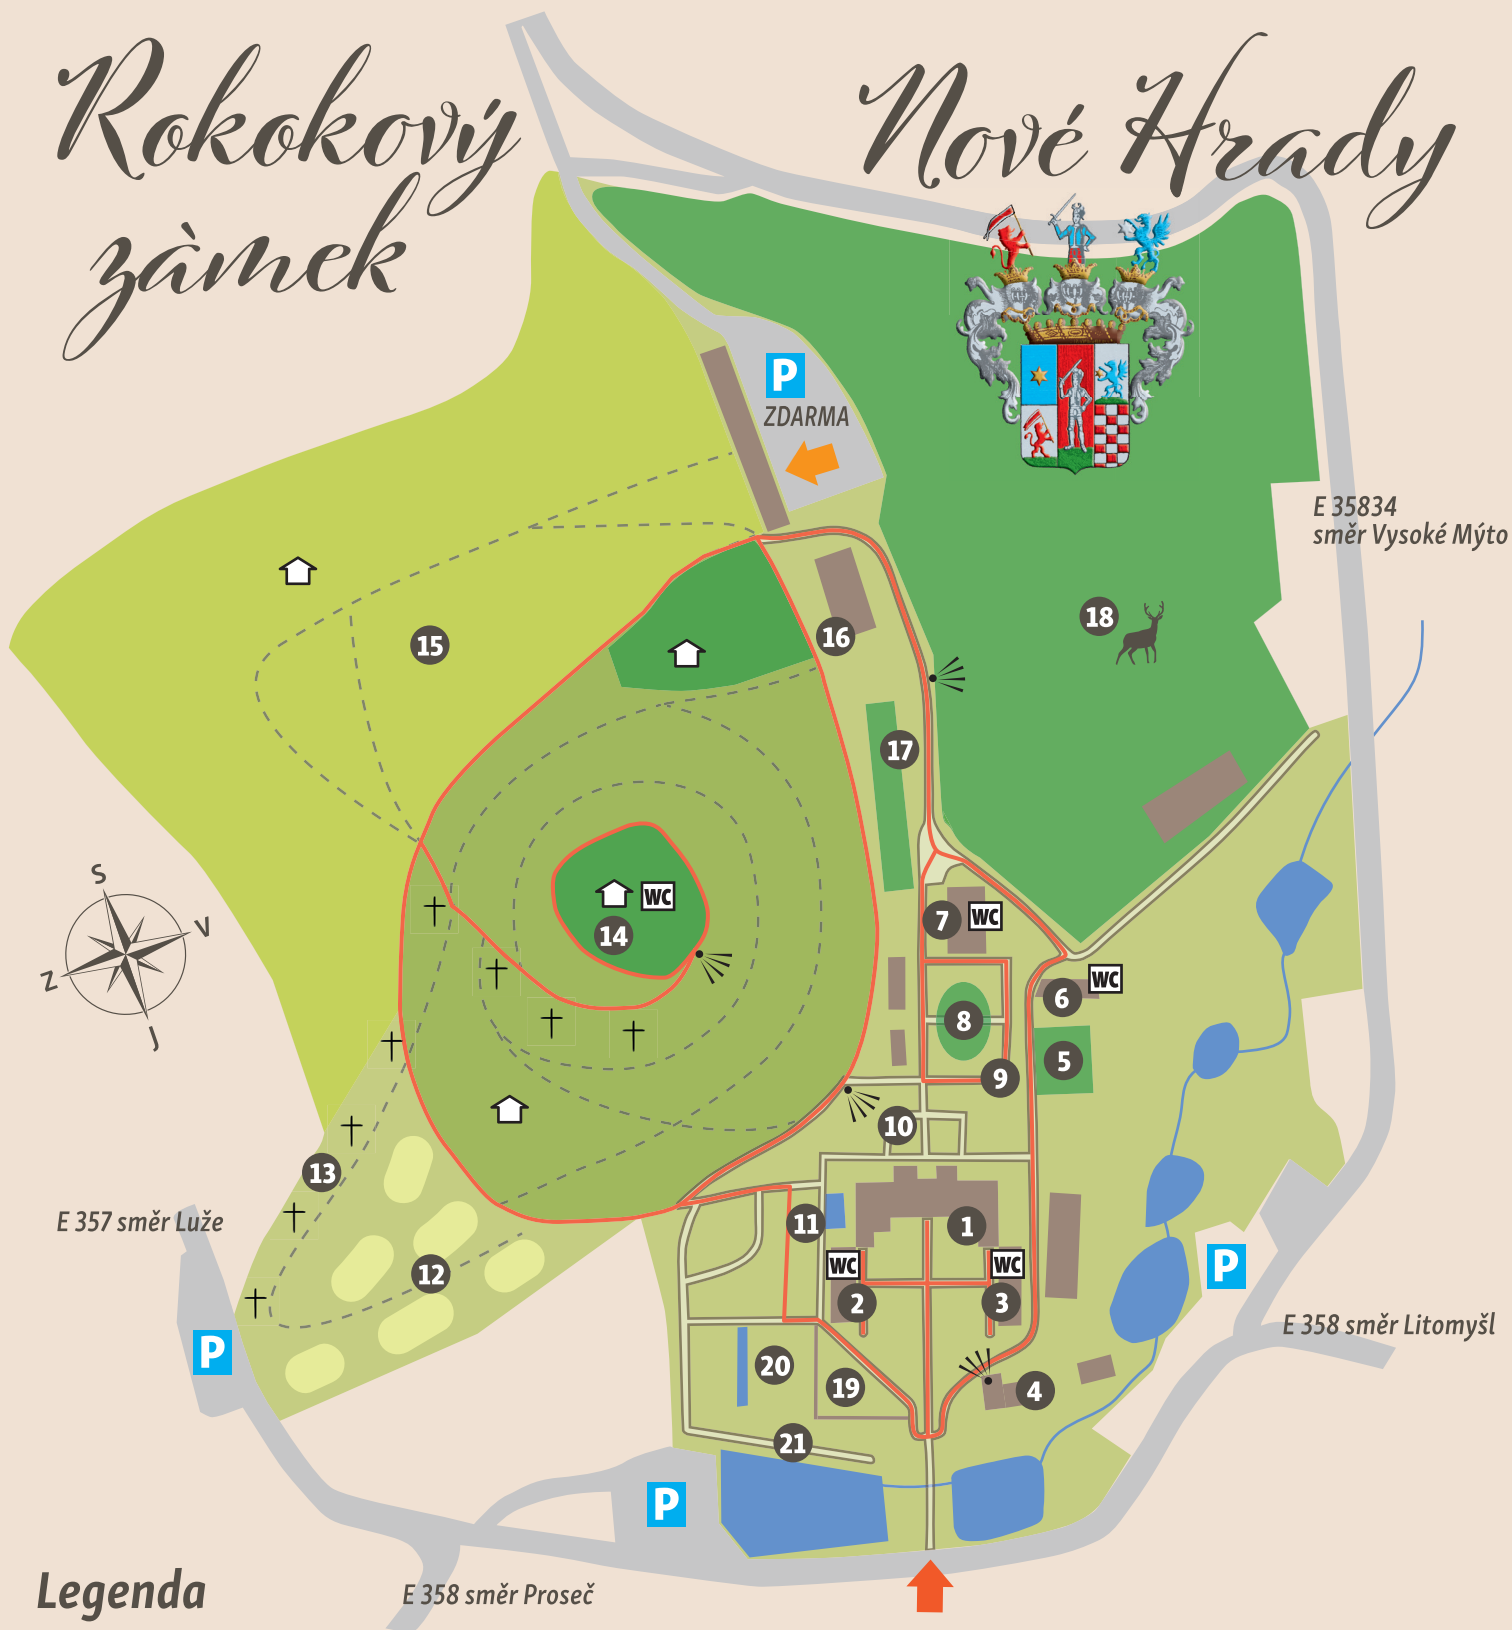 Rokokový
zàmek
Nové Hrady
P
ZDARMA
E 35834
směr Vysoké Mýto
18
15
16
17
WC
14
7
WC
S
V
Z
J
6
WC
8
5
9
10
13
E 357 směr Luže
11
1
12
WC
WC
2
3
P
P
E 358 směr Litomyšl
20
19
4
21
P
Legenda
E 358 směr Proseč